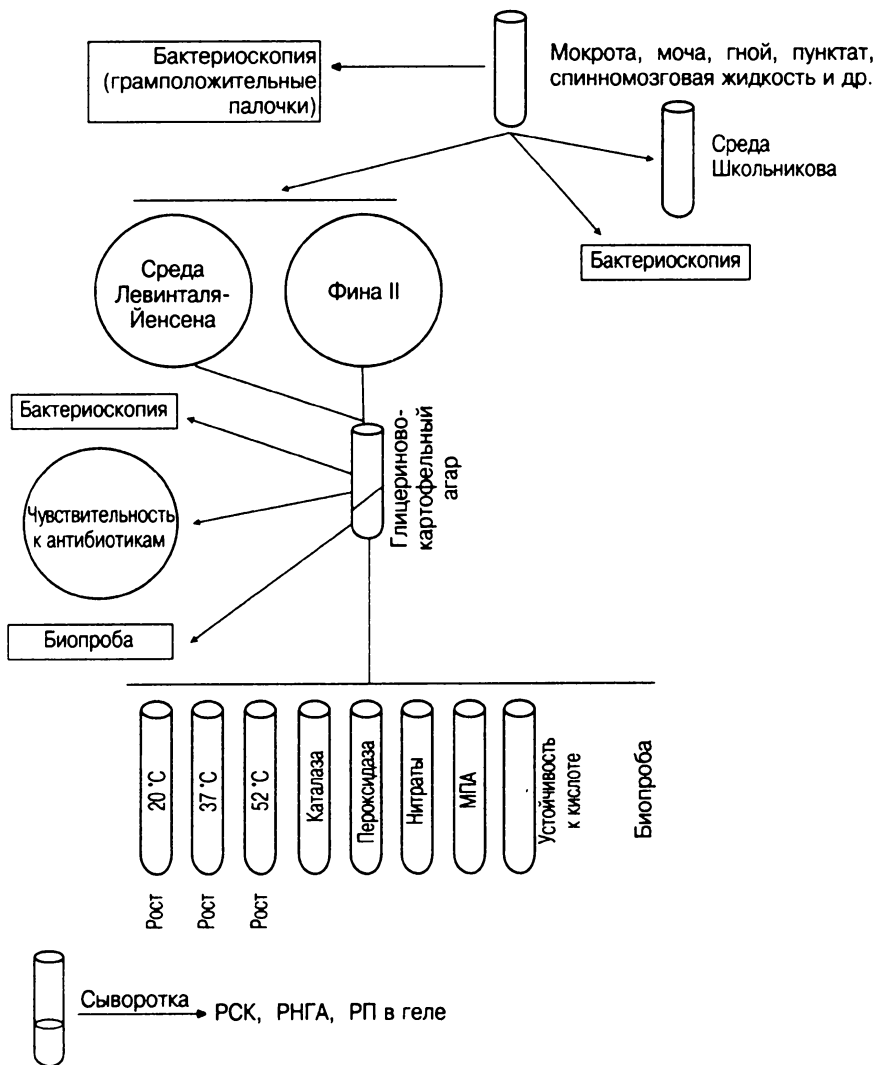 Бактериоскопия
(грамположительные
палочки)
Мокрота, моча, гной, пунктат,
спинномозговая жидкость и др.
Среда
Школьникова
Бактериоскопия
Среда
Левинталя-
Йенсена
Фина II
Бактериоскопия
Глицериново-
картофельный
агар
Чувствительность
к антибиотикам
Биопроба
20 °C
37 °C
52 °C
Каталаза
Пероксидаза
Нитраты
МПА
Устойчивость
к кислоте
Биопроба
Рост
Рост
Рост
Сыворотка
РСК, РНГА, РП в геле